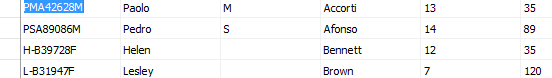 PMA42628M Paolo M Accorti 13 35
PSA89086M Pedro S Afonso 14 89
H-B39728F Helen Bennett 12 35
L-B31947F Lesley Brown 7 120